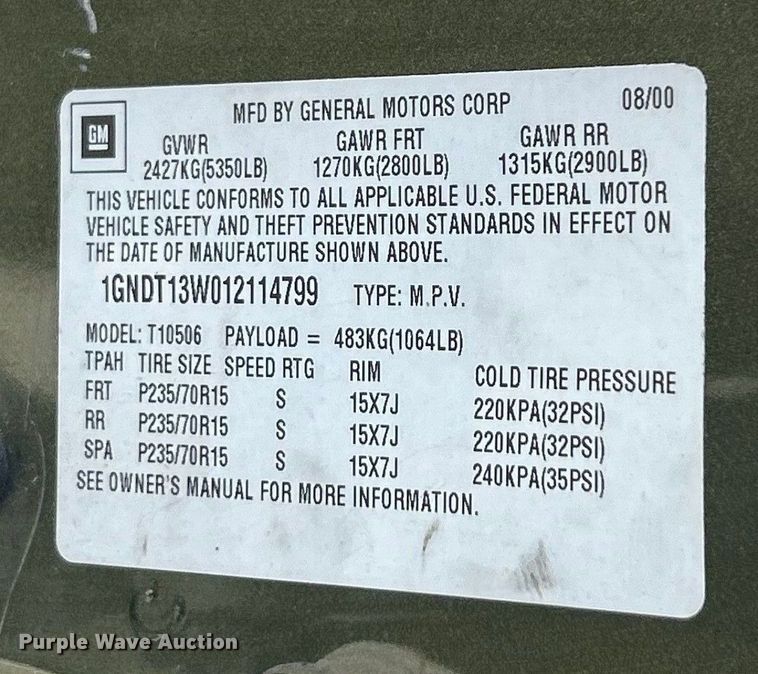 GM
MFD BY GENERAL MOTORS CORP 08/00
GVWR GAWR FRT GAWR RR
2427KG(5350LB) 1270KG(2800LB) 1315KG(2900LB)
THIS VEHICLE CONFORMS TO ALL APPLICABLE U.S. FEDERAL MOTOR
VEHICLE SAFETY AND THEFT PREVENTION STANDARDS IN EFFECT ON
THE DATE OF MANUFACTURE SHOWN ABOVE.
1GNDT13W012114799 TYPE: M.P.V.
MODEL: T10506 PAYLOAD = 483KG(1064LB)
TPAH TIRE SIZE SPEED RTG RIM COLD TIRE PRESSURE
FRT P235/70R15 S 15X7J 220KPA(32PSI)
RR P235/70R15 S 15X7J 220KPA(32PSI)
SPA P235/70R15 S 15X7J 240KPA(35PSI)
SEE OWNER'S MANUAL FOR MORE INFORMATION.
Purple Wave Auction